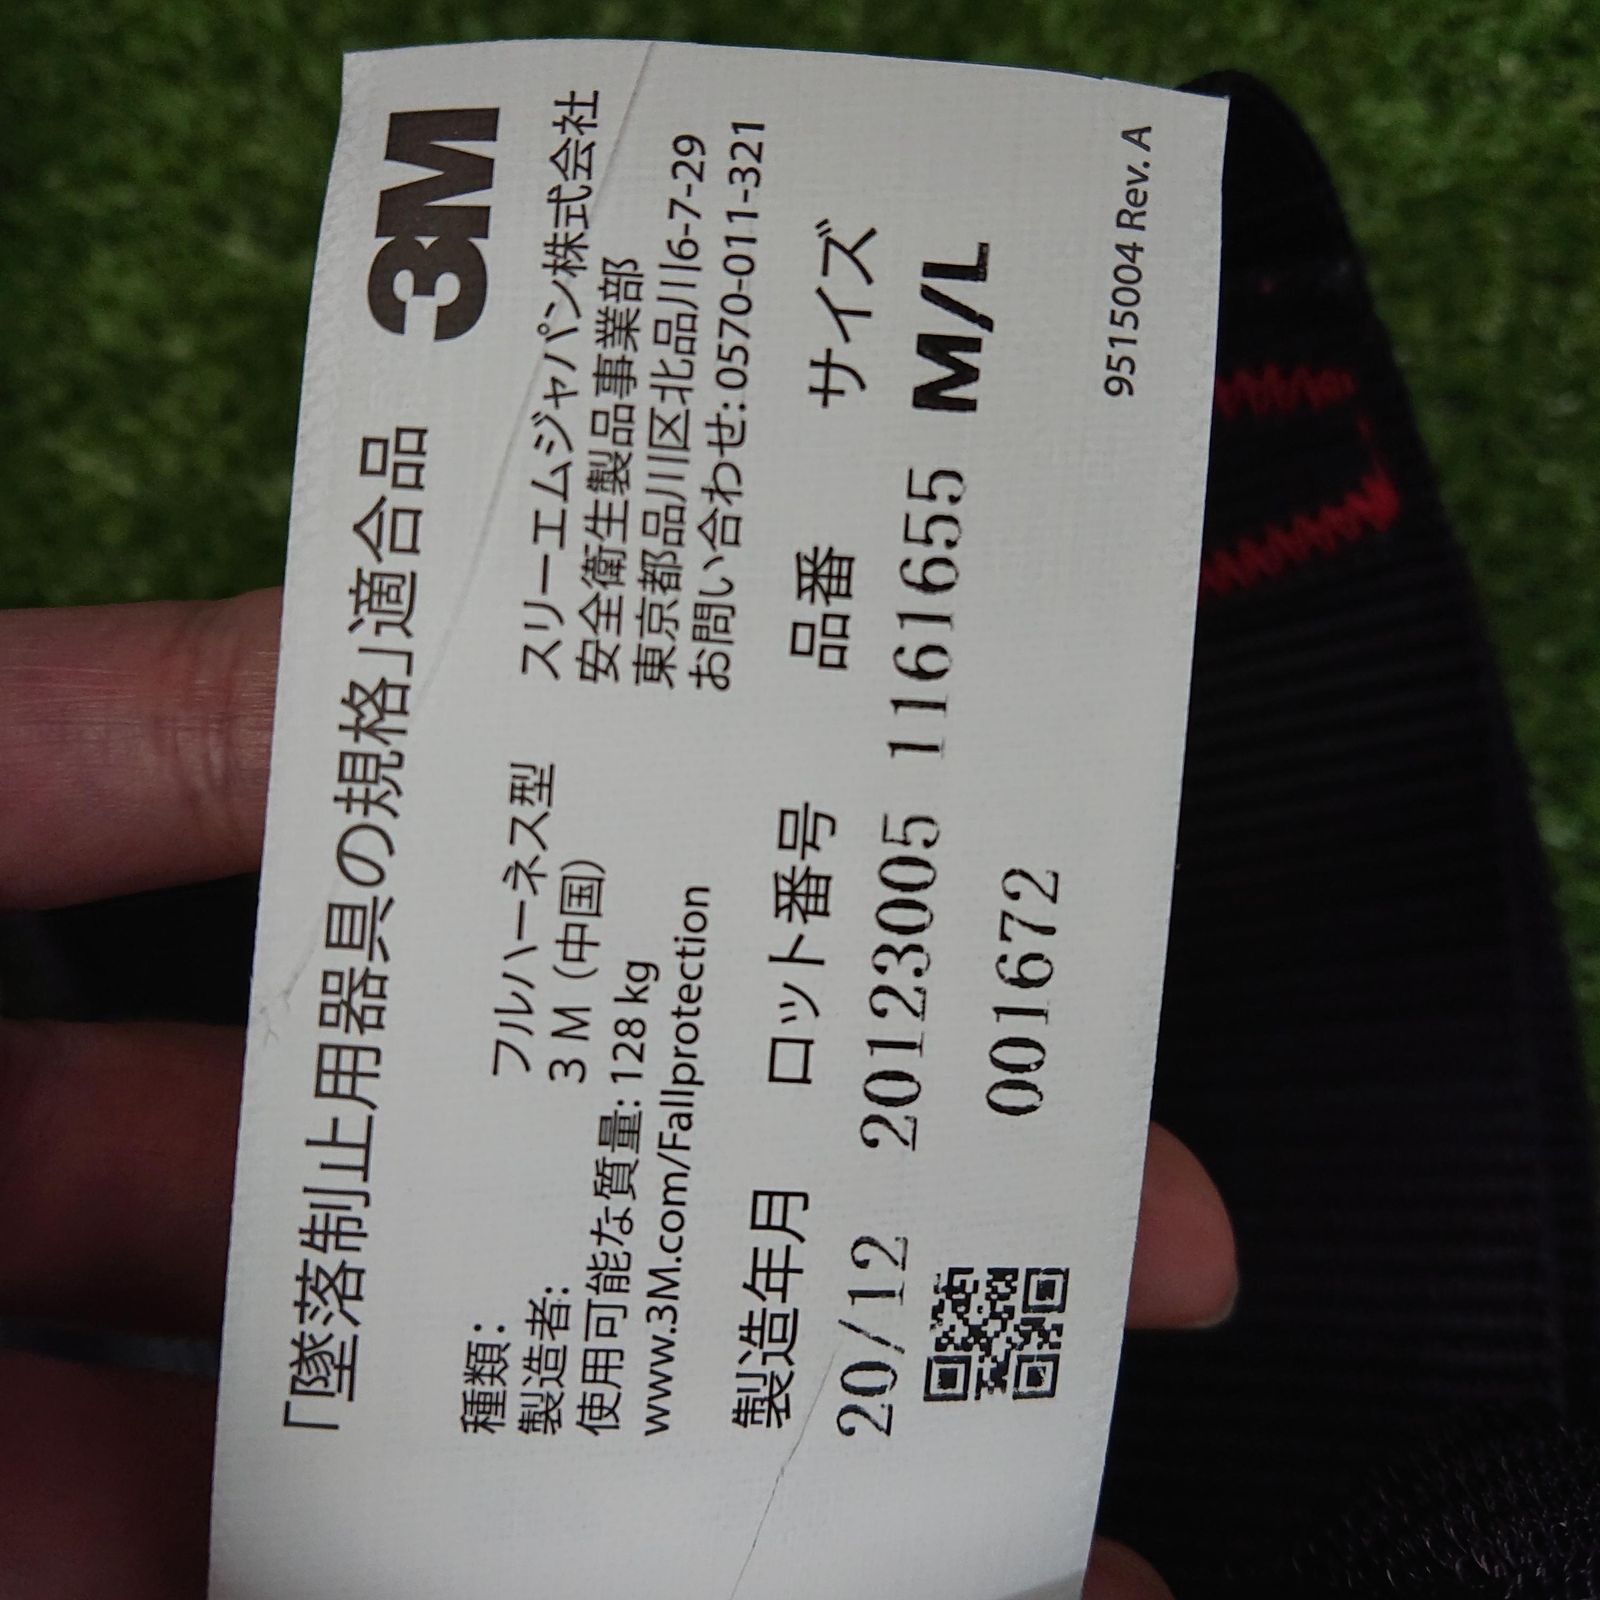 「墜落制止用器具の規格」適合品
3M
種類: フルハーネス型
製造者: 3M (中国)
使用可能な質量: 128 kg
www.3M.com/Fallprotection
スリーエムジャパン株式会社
安全衛生製品事業部
東京都品川区北品川6-7-29
お問い合わせ: 0570-011-321
製造年月 ロット番号 品番 サイズ
20/12 20123005 1161655 M/L
001672
9515004 Rev. A